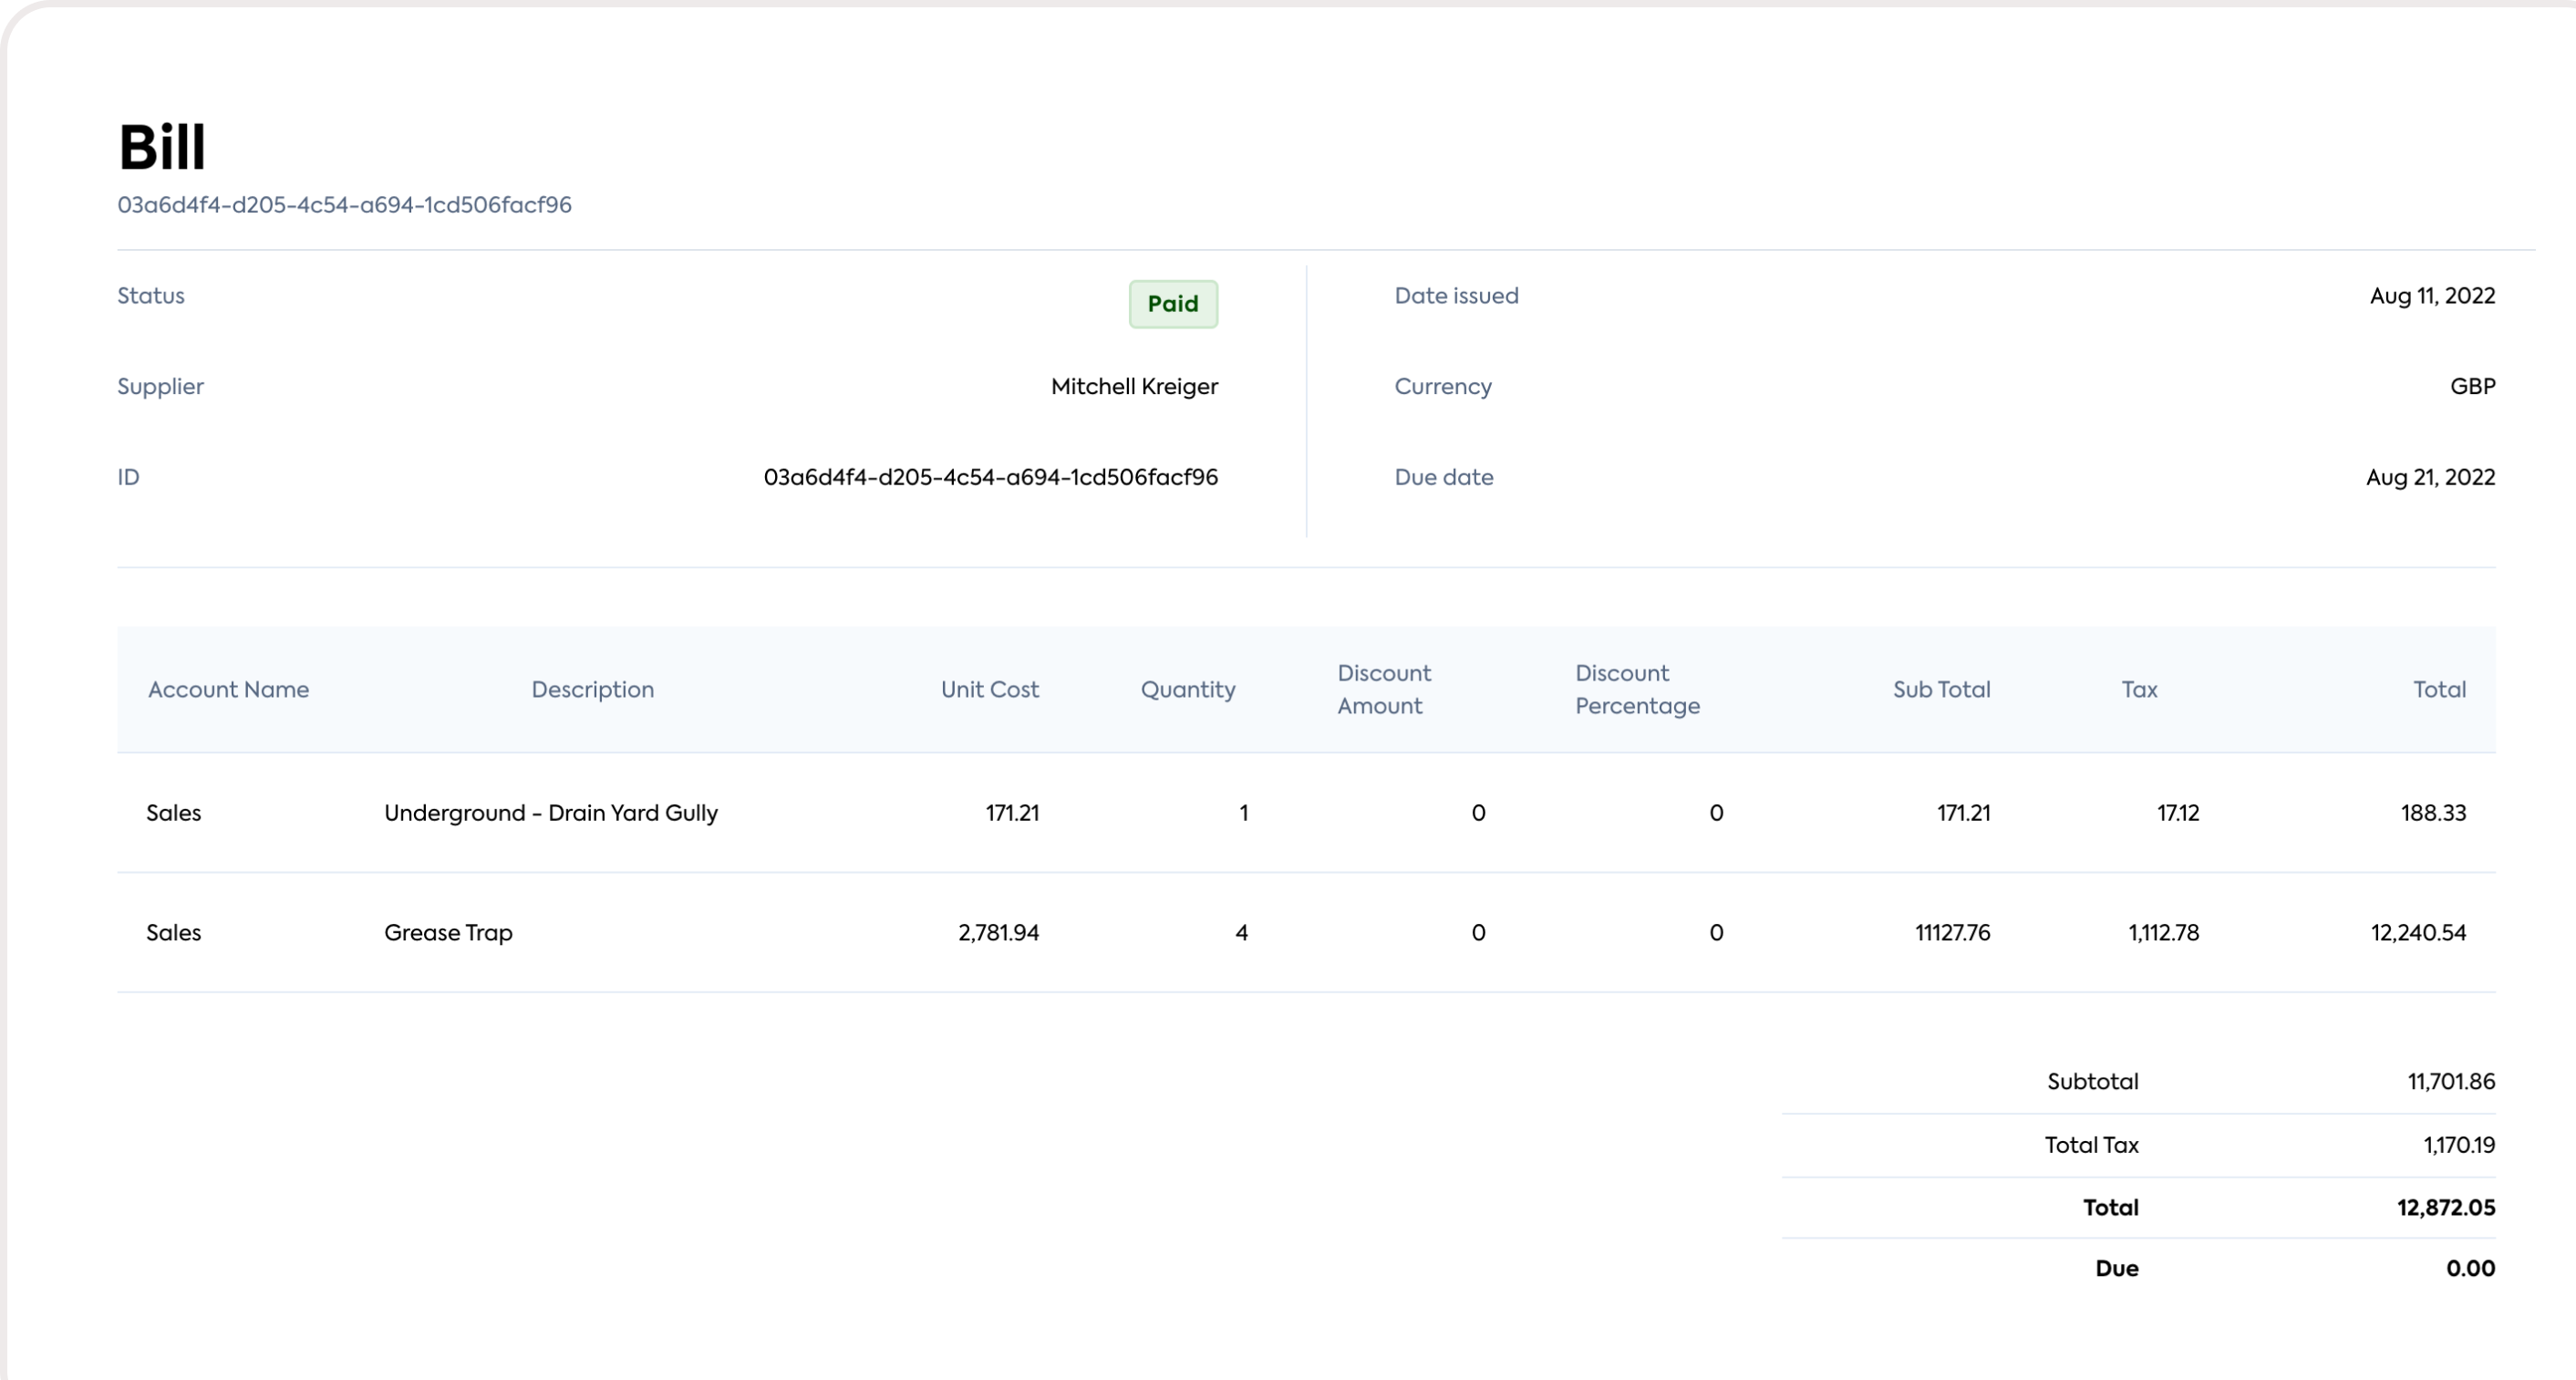 Bill
03a6d4f4-d205-4c54-a694-1cd506facf96
Status Paid
Supplier Mitchell Kreiger
ID 03a6d4f4-d205-4c54-a694-1cd506facf96
Date issued Aug 11, 2022
Currency GBP
Due date Aug 21, 2022
Account Name Description Unit Cost Quantity Discount Amount Discount Percentage Sub Total Tax Total
Sales Underground - Drain Yard Gully 171.21 1 0 0 171.21 17.12 188.33
Sales Grease Trap 2,781.94 4 0 0 11127.76 1,112.78 12,240.54
Subtotal 11,701.86
Total Tax 1,170.19
Total 12,872.05
Due 0.00